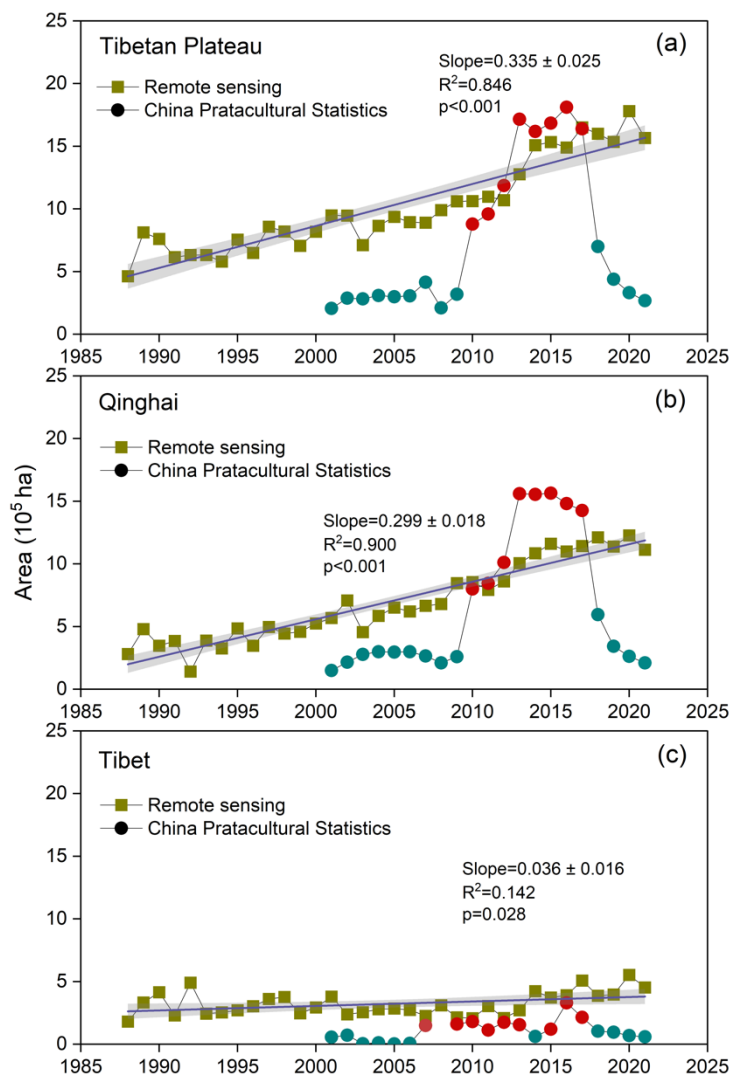 25
Tibetan Plateau
(a)
Slope=0.335 ± 0.025
R²=0.846
p<0.001
Remote sensing
China Pratacultural Statistics
20
15
10
5
0
1985 1990 1995 2000 2005 2010 2015 2020 2025
25
Qinghai
(b)
Remote sensing
China Pratacultural Statistics
Slope=0.299 ± 0.018
R²=0.900
p<0.001
20
15
10
5
0
Area (10⁵ ha)
1985 1990 1995 2000 2005 2010 2015 2020 2025
25
Tibet
(c)
Remote sensing
China Pratacultural Statistics
Slope=0.036 ± 0.016
R²=0.142
p=0.028
20
15
10
5
0
1985 1990 1995 2000 2005 2010 2015 2020 2025